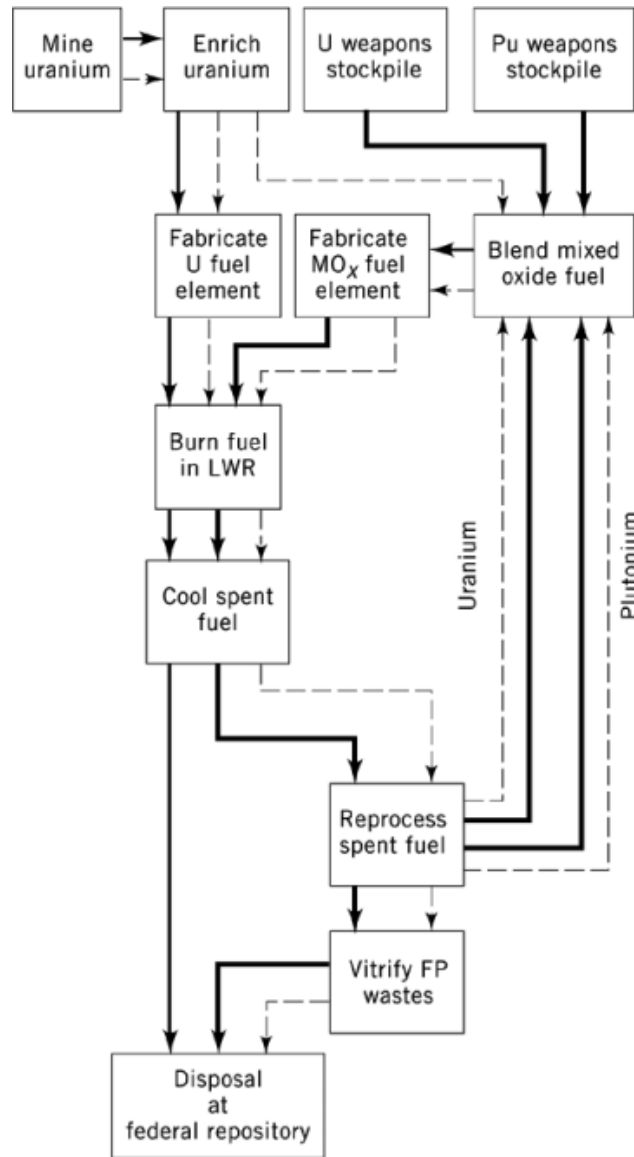 Mine
uranium
Enrich
uranium
U weapons
stockpile
Pu weapons
stockpile
Fabricate
U fuel
element
Fabricate
MOx fuel
element
Blend mixed
oxide fuel
Burn fuel
in LWR
Cool spent
fuel
Uranium
Plutonium
Reprocess
spent fuel
Vitrify FP
wastes
Disposal
at
federal repository